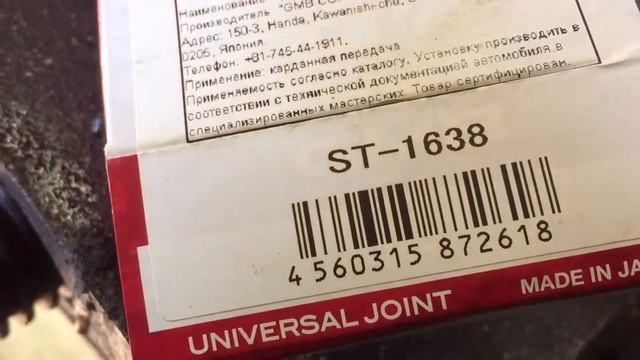 Наименование
Производитель "GMB CO
Адрес: 150-3, Handa, Kawanishi-chu,
0205, Япония
Телефон: +81-745-44-1911.
Применение: карданная передача
Применяемость согласно каталогу. Установку производить в
соответствии с технической документацией автомобиля, в
специализированных мастерских. Товар сертифицирован.
ST-1638
4 560315 872618
UNIVERSAL JOINT
MADE IN JA